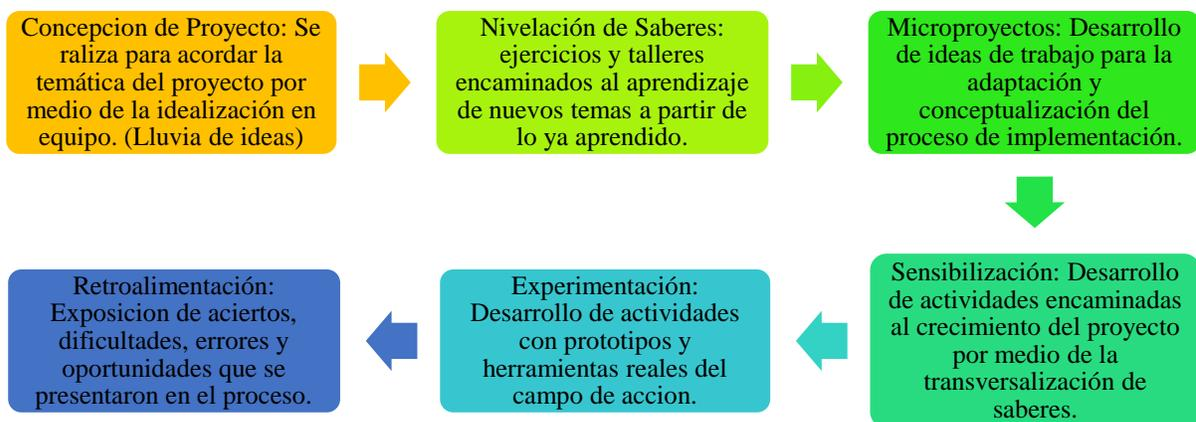 Concepcion de Proyecto: Se
raliza para acordar la
temática del proyecto por
medio de la idealización en
equipo. (Lluvia de ideas)
Nivelación de Saberes:
ejercicios y talleres
encaminados al aprendizaje
de nuevos temas a partir de
lo ya aprendido.
Microproyectos: Desarrollo
de ideas de trabajo para la
adaptación y
conceptualización del
proceso de implementación.
Sensibilización: Desarrollo
de actividades encaminadas
al crecimiento del proyecto
por medio de la
transversalización de
saberes.
Experimentación:
Desarrollo de actividades
con prototipos y
herramientas reales del
campo de accion.
Retroalimentación:
Exposicion de aciertos,
dificultades, errores y
oportunidades que se
presentaron en el proceso.